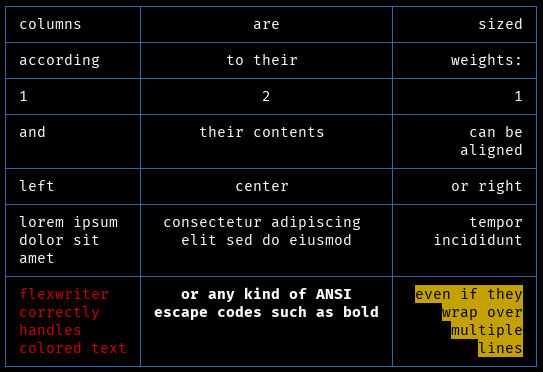 columns are sized
according to their weights:
1 2 1
and their contents can be
aligned
left center or right
lorem ipsum consectetur adipiscing tempor
dolor sit elit sed do eiusmod incididunt
amet
flexwriter or any kind of ANSI even if they
correctly escape codes such as bold wrap over
handles multiple
colored text lines